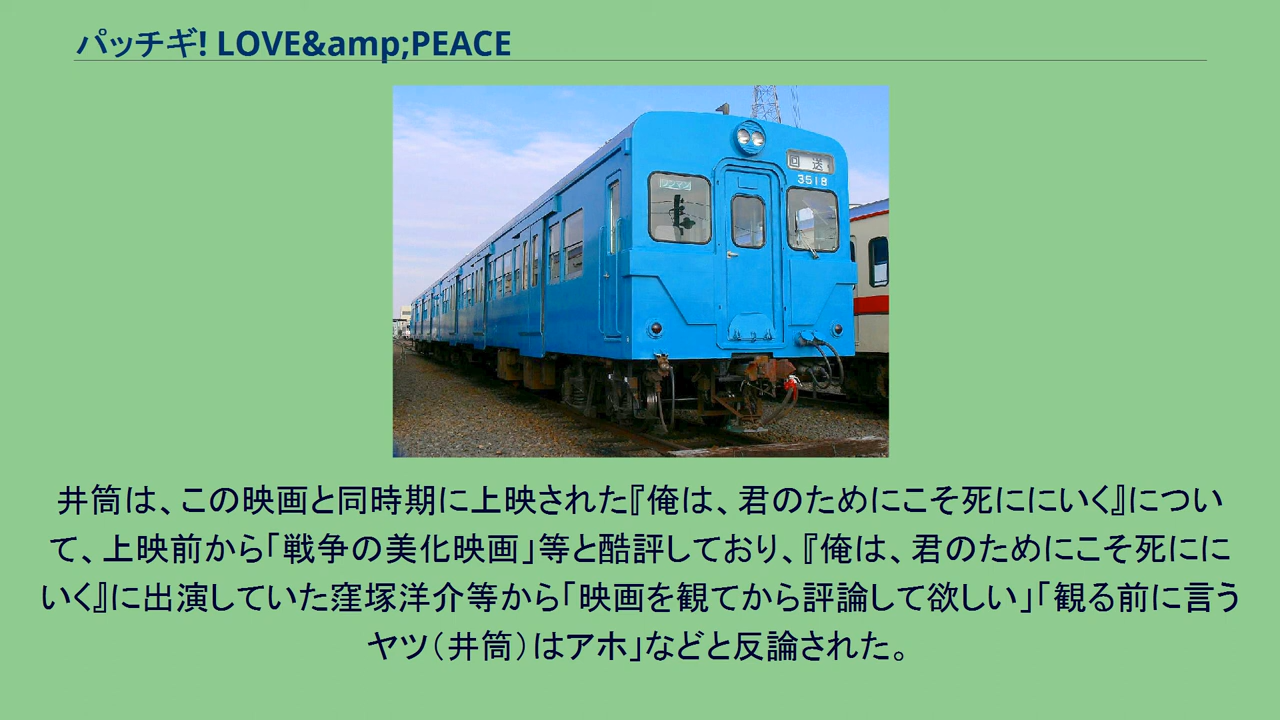 パッチギ! LOVE&amp;PEACE
回送
3518
ワンマン
井筒は、この映画と同時期に上映された『俺は、君のためにこそ死ににいく』につい
て、上映前から「戦争の美化映画」等と酷評しており、『俺は、君のためにこそ死にに
いく』に出演していた窪塚洋介等から「映画を観てから評論して欲しい」「観る前に言う
ヤツ（井筒）はアホ」などと反論された。